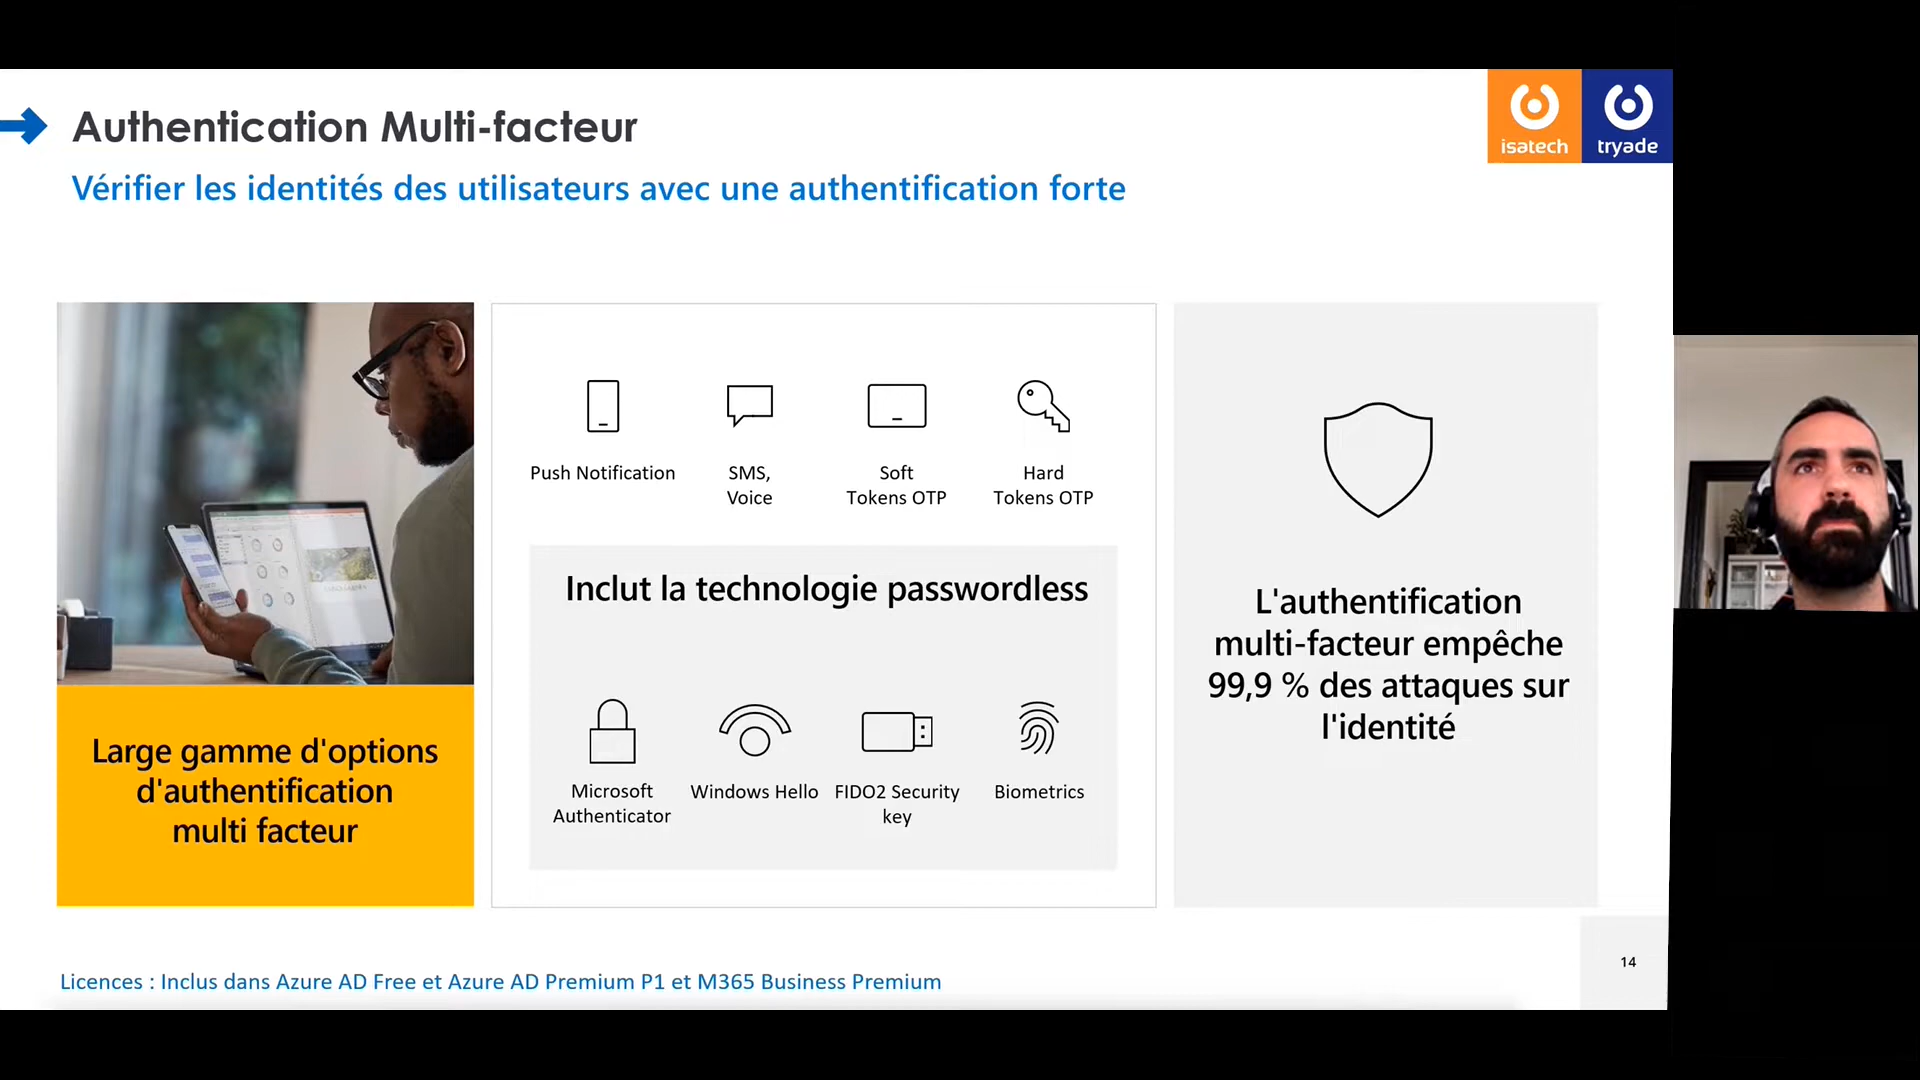 Authentication Multi-facteur
isatech
tryade
Vérifier les identités des utilisateurs avec une authentification forte
Push Notification
SMS,
Voice
Soft
Tokens OTP
Hard
Tokens OTP
Inclut la technologie passwordless
Microsoft
Authenticator
Windows Hello
FIDO2 Security
key
Biometrics
Large gamme d'options
d'authentification
multi facteur
L'authentification
multi-facteur empêche
99,9 % des attaques sur
l'identité
Licences : Inclus dans Azure AD Free et Azure AD Premium P1 et M365 Business Premium
14